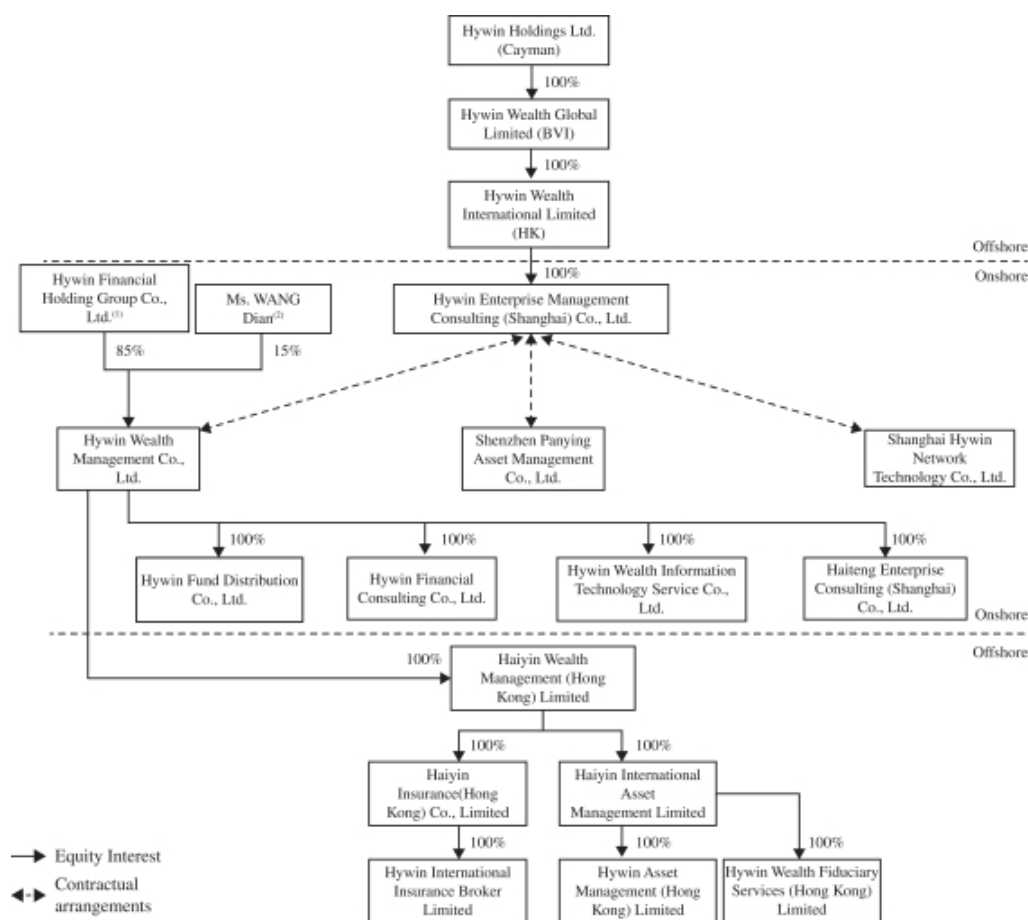 Hywin Holdings Ltd.
(Cayman)
100%
Hywin Wealth Global
Limited (BVI)
100%
Hywin Wealth
International Limited
(HK)
Offshore
100%
Onshore
Hywin Financial
Holding Group Co.,
Ltd.(1)
Ms. WANG
Dian(2)
Hywin Enterprise Management
Consulting (Shanghai) Co., Ltd.
85%
15%
Hywin Wealth
Management Co.,
Ltd.
Shenzhen Panying
Asset Management
Co., Ltd.
Shanghai Hywin
Network
Technology Co., Ltd.
100%
100%
100%
100%
Hywin Fund Distribution
Co., Ltd.
Hywin Financial
Consulting Co., Ltd.
Hywin Wealth Information
Technology Service Co.,
Ltd.
Haiteng Enterprise
Consulting (Shanghai)
Co., Ltd.
Onshore
Offshore
100%
Haiyin Wealth
Management (Hong
Kong) Limited
100%
100%
Haiyin
Insurance(Hong
Kong) Co., Limited
Haiyin International
Asset
Management Limited
100%
100%
100%
Hywin International
Insurance Broker
Limited
Hywin Asset
Management (Hong
Kong) Limited
Hywin Wealth Fiduciary
Services (Hong Kong)
Limited
Equity Interest
Contractual
arrangements